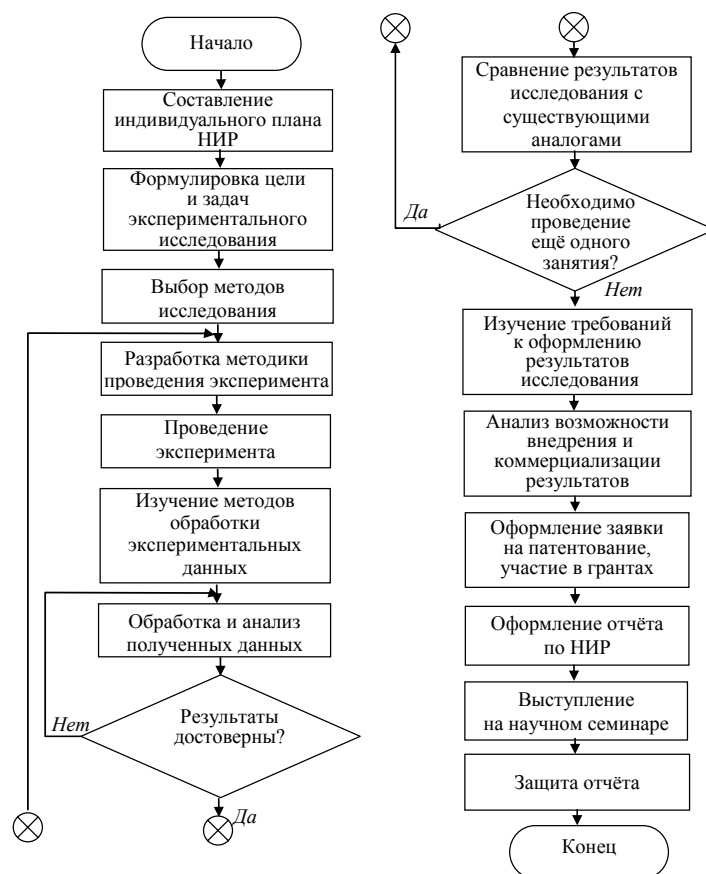 Начало
Составление
индивидуального плана
НИР
Формулировка цели
и задач
экспериментального
исследования
Выбор методов
исследования
Разработка методики
проведения эксперимента
Проведение
эксперимента
Изучение методов
обработки
экспериментальных
данных
Обработка и анализ
полученных данных
Нет
Результаты
достоверны?
Да
Сравнение результатов
исследования с
существующими
аналогами
Да
Необходимо
проведение
ещё одного
занятия?
Нет
Изучение требований
к оформлению
результатов
исследования
Анализ возможности
внедрения и
коммерциализации
результатов
Оформление заявки
на патентование,
участие в грантах
Оформление отчёта
по НИР
Выступление
на научном семинаре
Защита отчёта
Конец